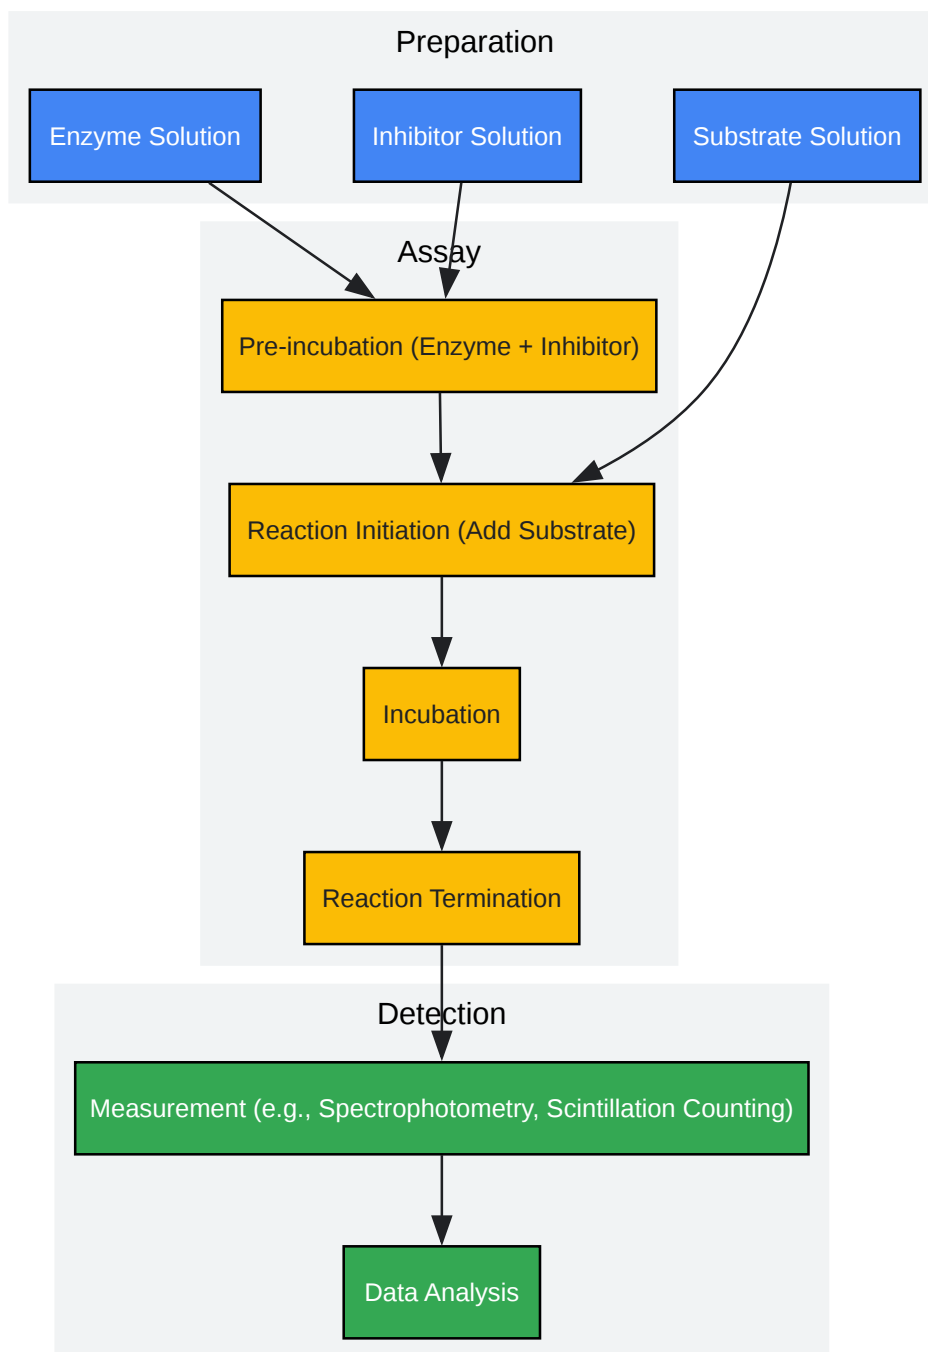 Preparation
Enzyme Solution
Inhibitor Solution
Substrate Solution
Assay
Pre-incubation (Enzyme + Inhibitor)
Reaction Initiation (Add Substrate)
Incubation
Reaction Termination
Detection
Measurement (e.g., Spectrophotometry, Scintillation Counting)
Data Analysis